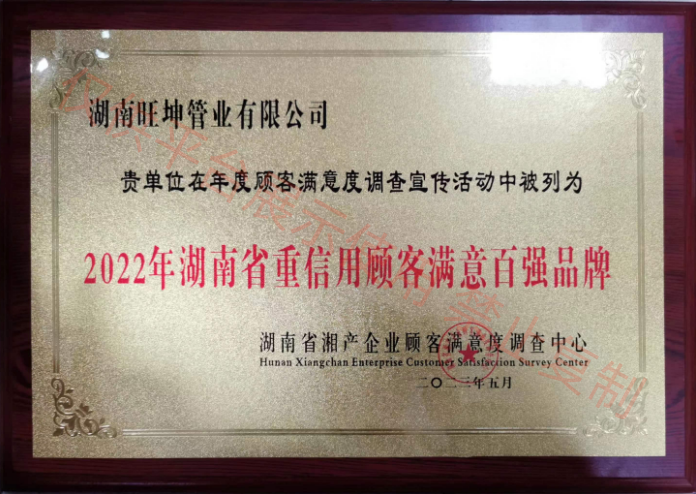 湖南旺坤管业有限公司
贵单位在年度顾客满意度调查宣传活动中被列为
2022年湖南省重信用顾客满意百强品牌
湖南省湘产企业顾客满意度调查中心
Hunan Xiangchan Enterprise Customer Satisfaction Survey Center
二〇二三年五月